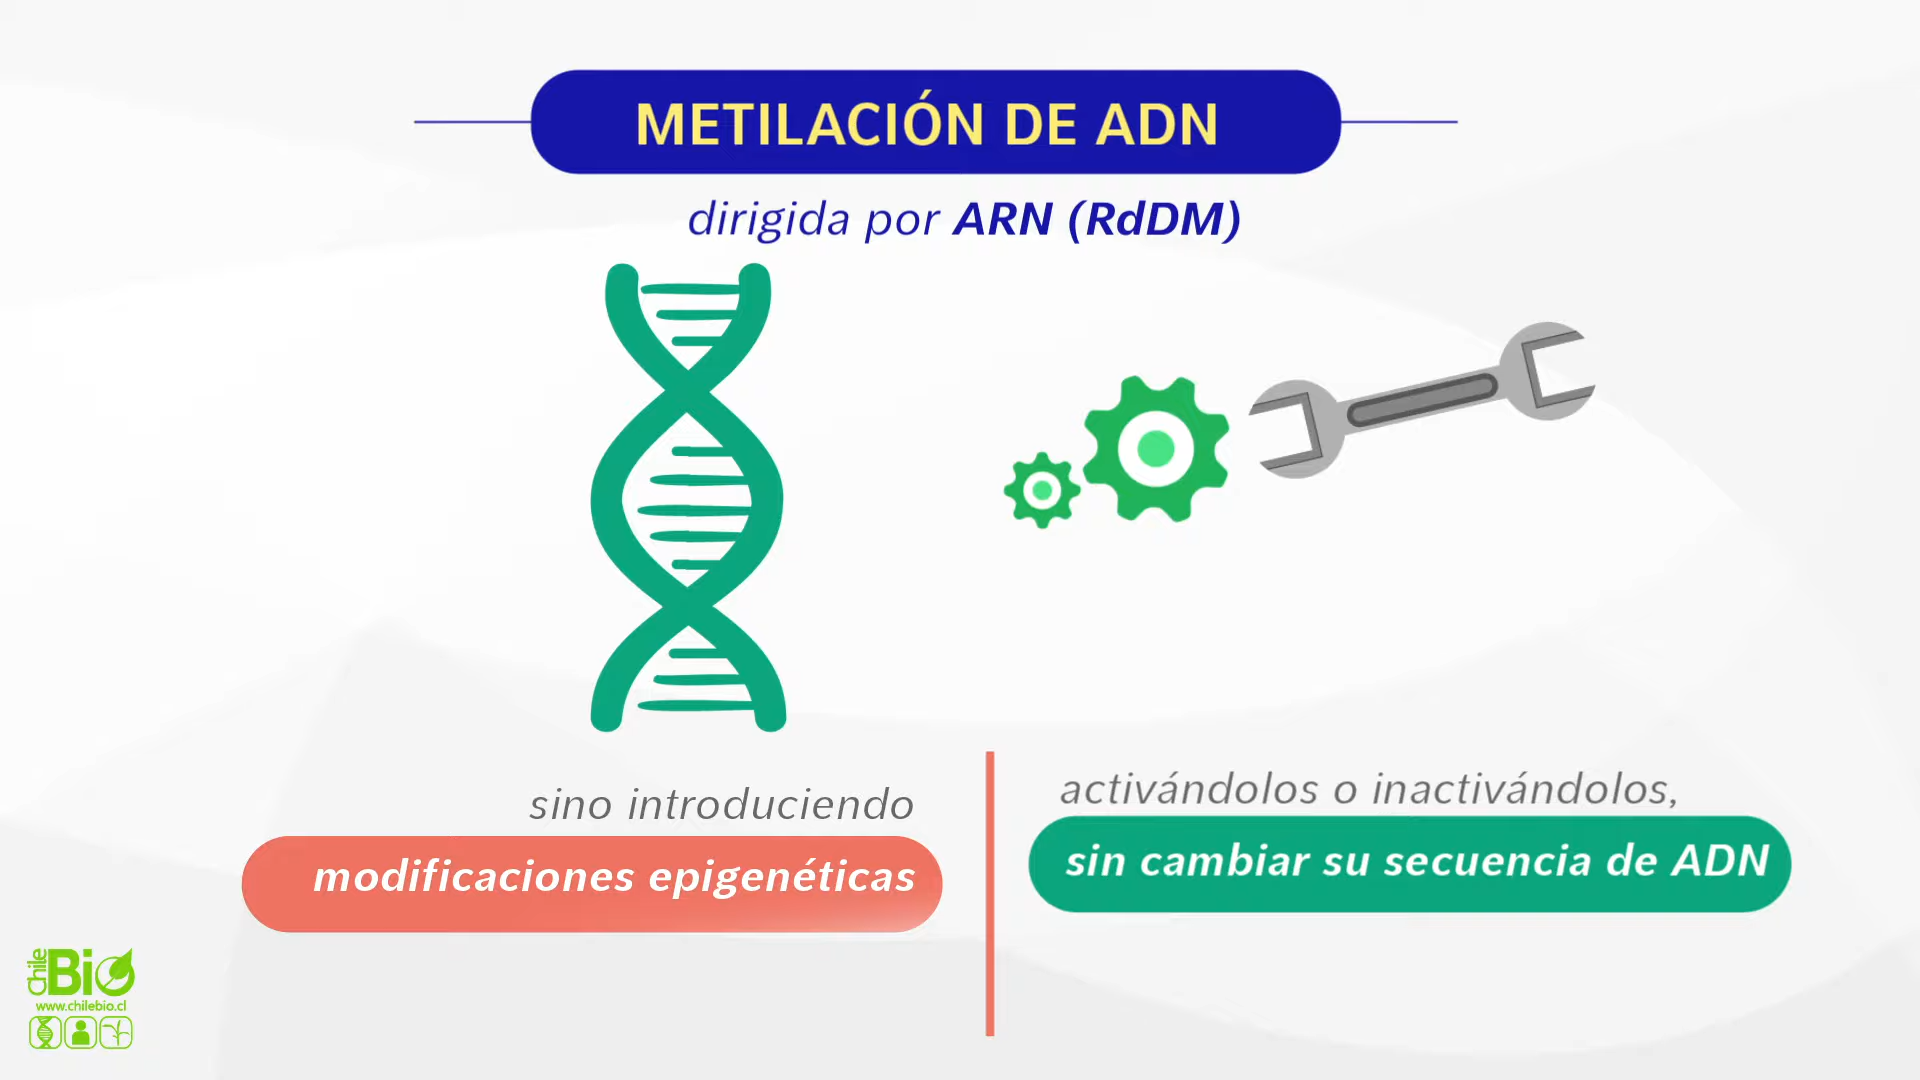 METILACIÓN DE ADN
dirigida por ARN (RdDM)
sino introduciendo
modificaciones epigenéticas
activándolos o inactivándolos,
sin cambiar su secuencia de ADN
chile
Bio
www.chilebio.cl